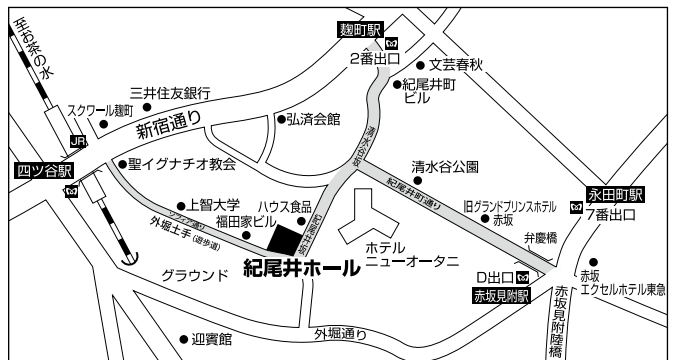 至お茶の水
麹町駅
2番出口
文芸春秋
三井住友銀行
スクワール麹町
紀尾井町
ビル
新宿通り
弘済会館
JR
清水谷坂
四ツ谷駅
聖イグナチオ教会
清水谷公園
紀尾井町通り
永田町駅
7番出口
上智大学
ハウス食品
旧グランドプリンスホテル
赤坂
ソフィア通り
福田家ビル
外堀土手(遊歩道)
紀尾井坂
弁慶橋
ホテル
ニューオータニ
紀尾井ホール
グラウンド
D出口
赤坂見附駅
赤坂
エクセルホテル東急
赤坂見附陸橋
外堀通り
迎賓館